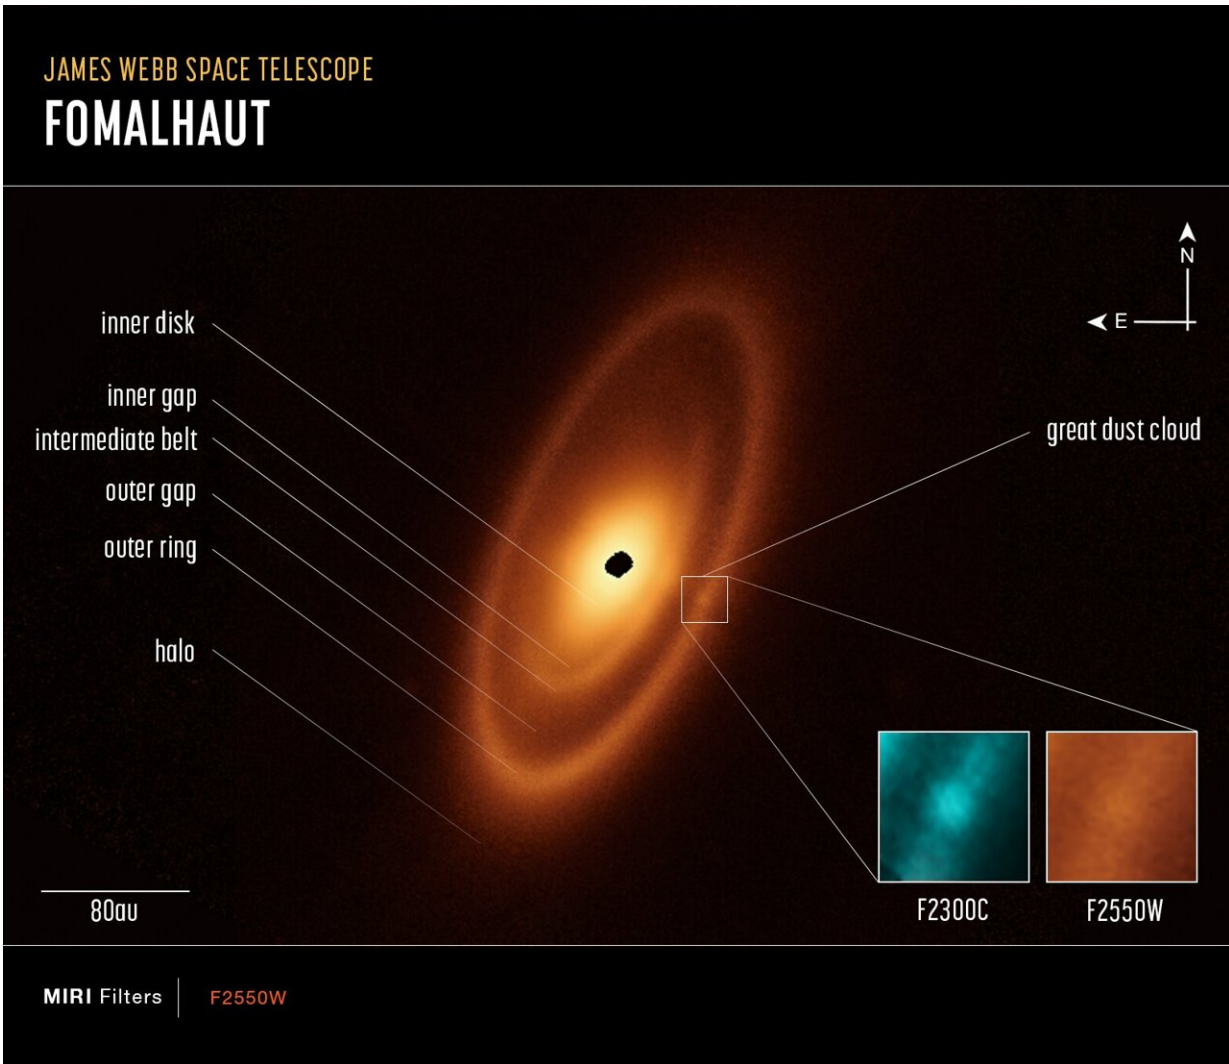 JAMES WEBB SPACE TELESCOPE
FOMALHAUT
N
E
inner disk
inner gap
intermediate belt
outer gap
outer ring
halo
great dust cloud
80au
F2300C
F2550W
MIRI Filters
F2550W